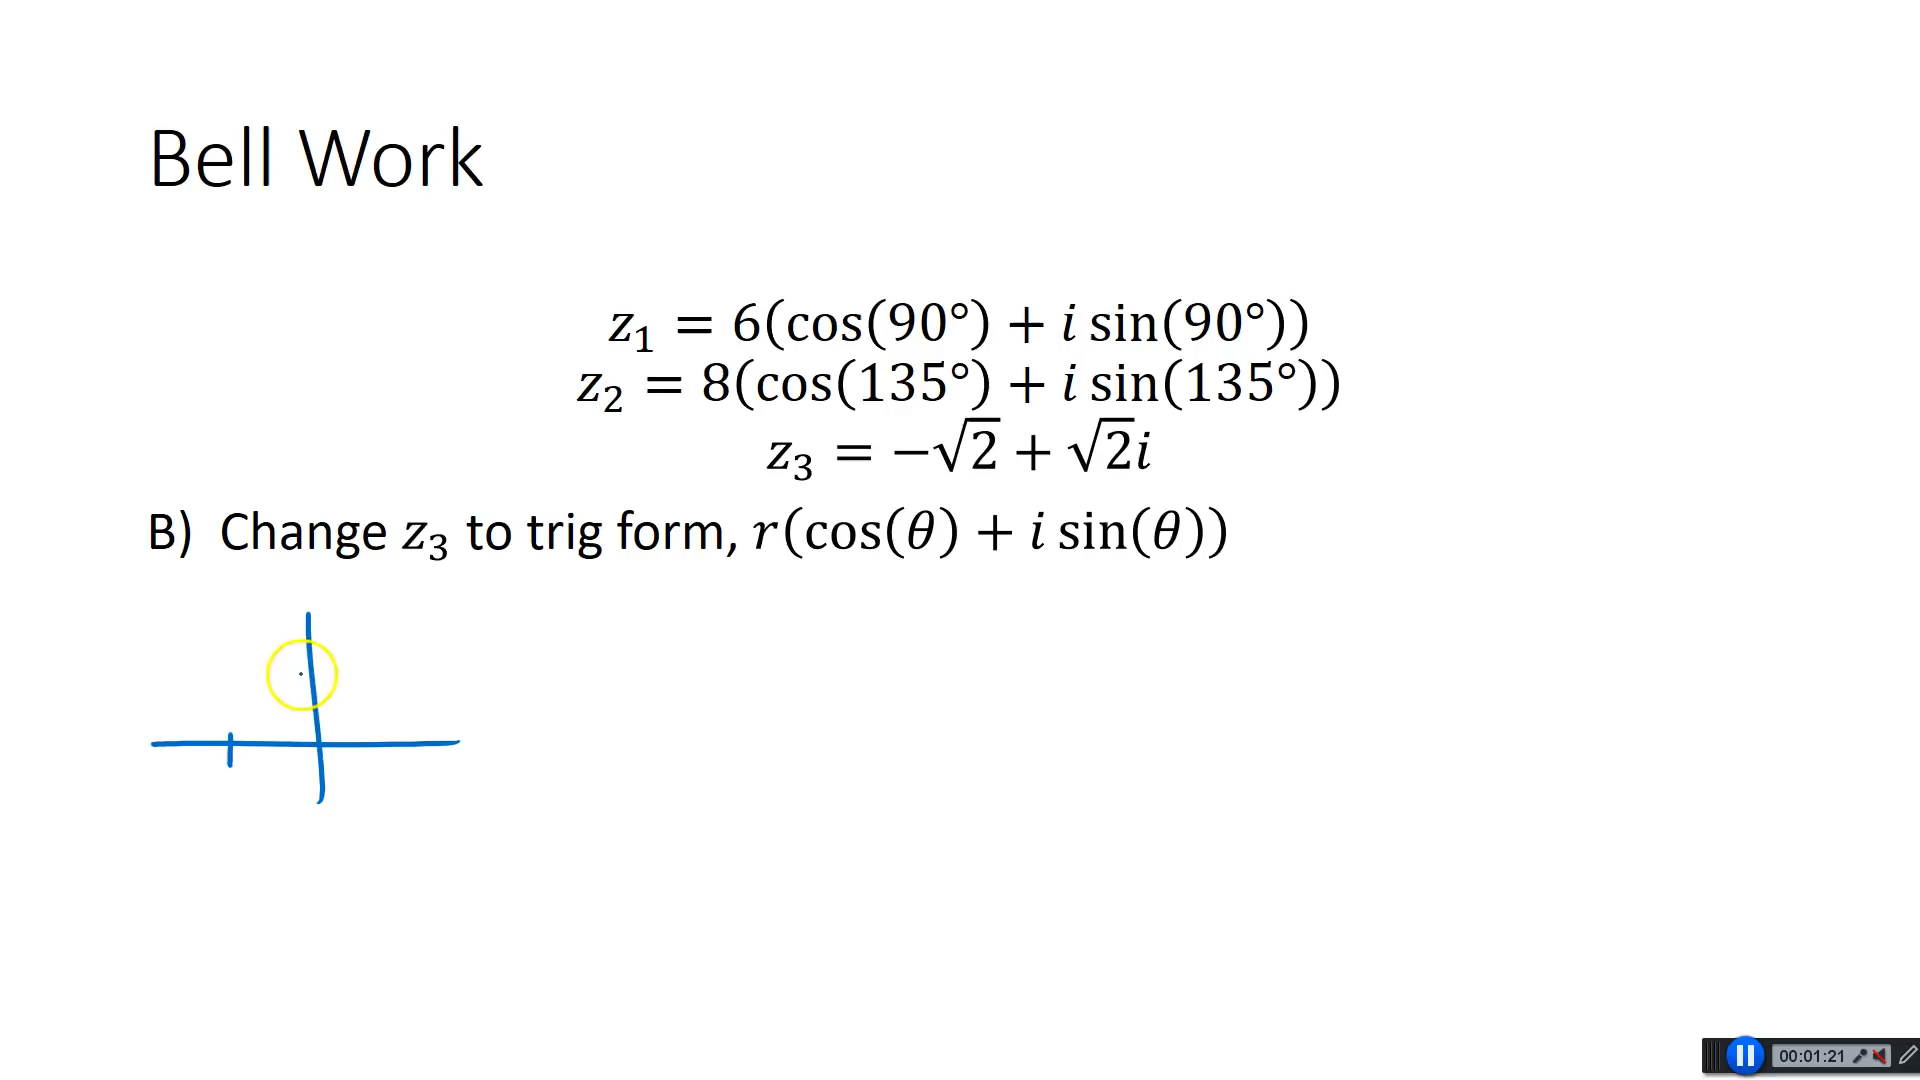 Bell Work
z₁ = 6(cos(90°) + i sin(90°))
z₂ = 8(cos(135°) + i sin(135°))
z₃ = −√2 + √2i
B) Change z₃ to trig form, r(cos(θ) + i sin(θ))
00:01:21